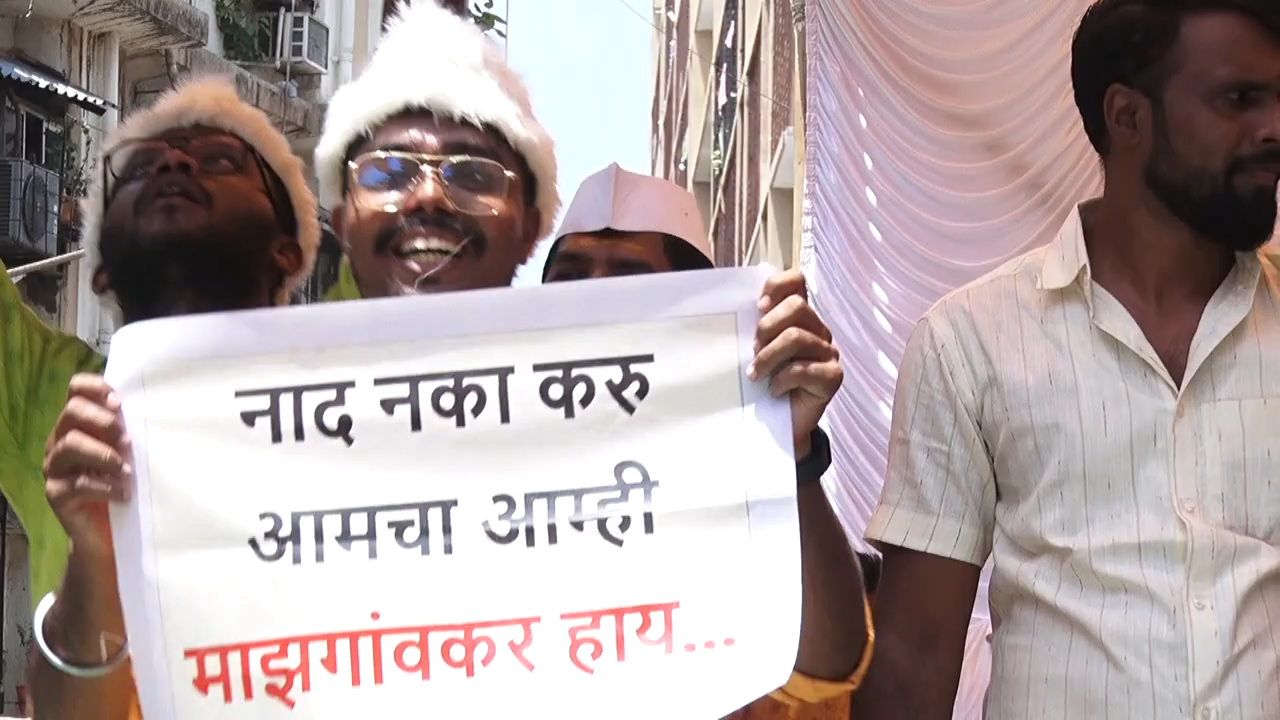 नाद नका करु
आमचा आम्ही
माझगांवकर हाय...